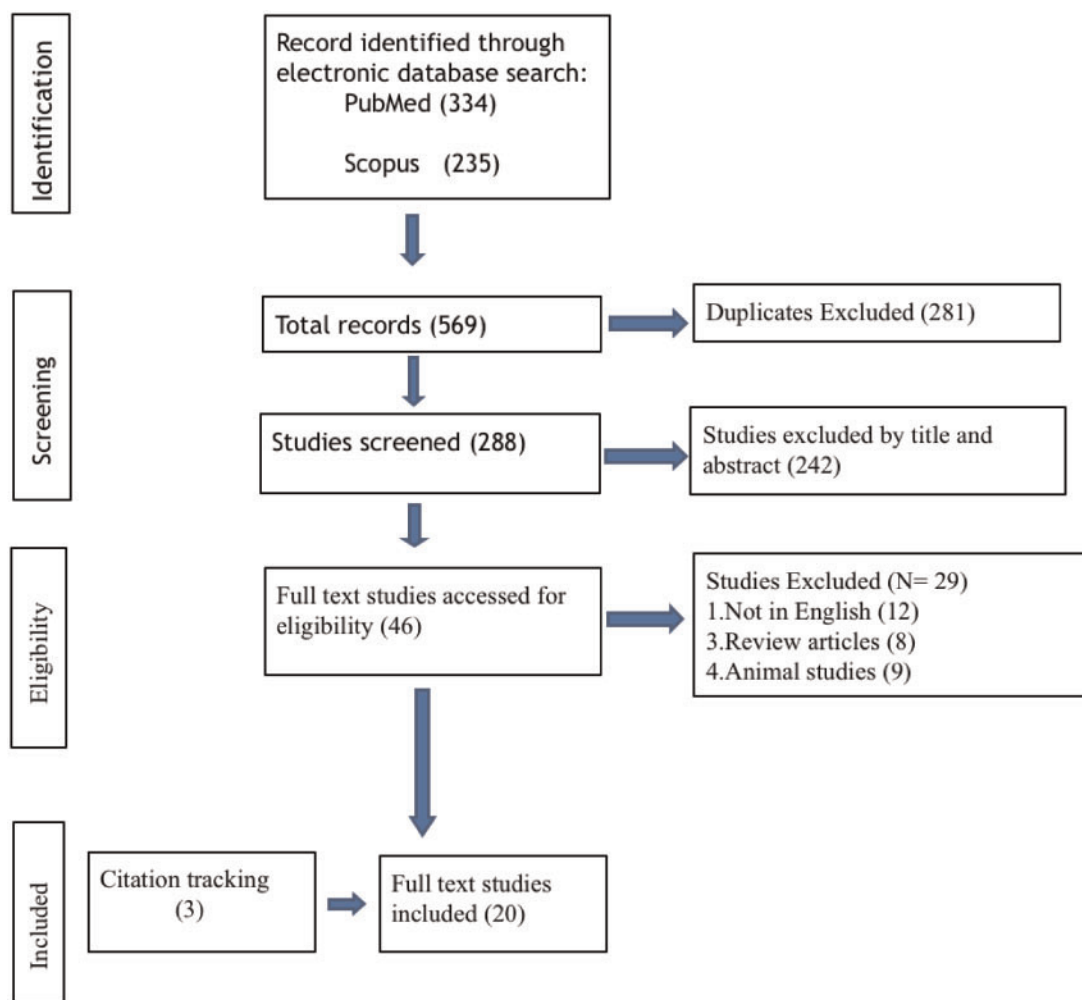 Identification
Record identified through
electronic database search:
PubMed (334)
Scopus (235)
Screening
Total records (569)
Duplicates Excluded (281)
Studies screened (288)
Studies excluded by title and
abstract (242)
Eligibility
Full text studies accessed for
eligibility (46)
Studies Excluded (N= 29)
1.Not in English (12)
3.Review articles (8)
4.Animal studies (9)
Included
Citation tracking
(3)
Full text studies
included (20)